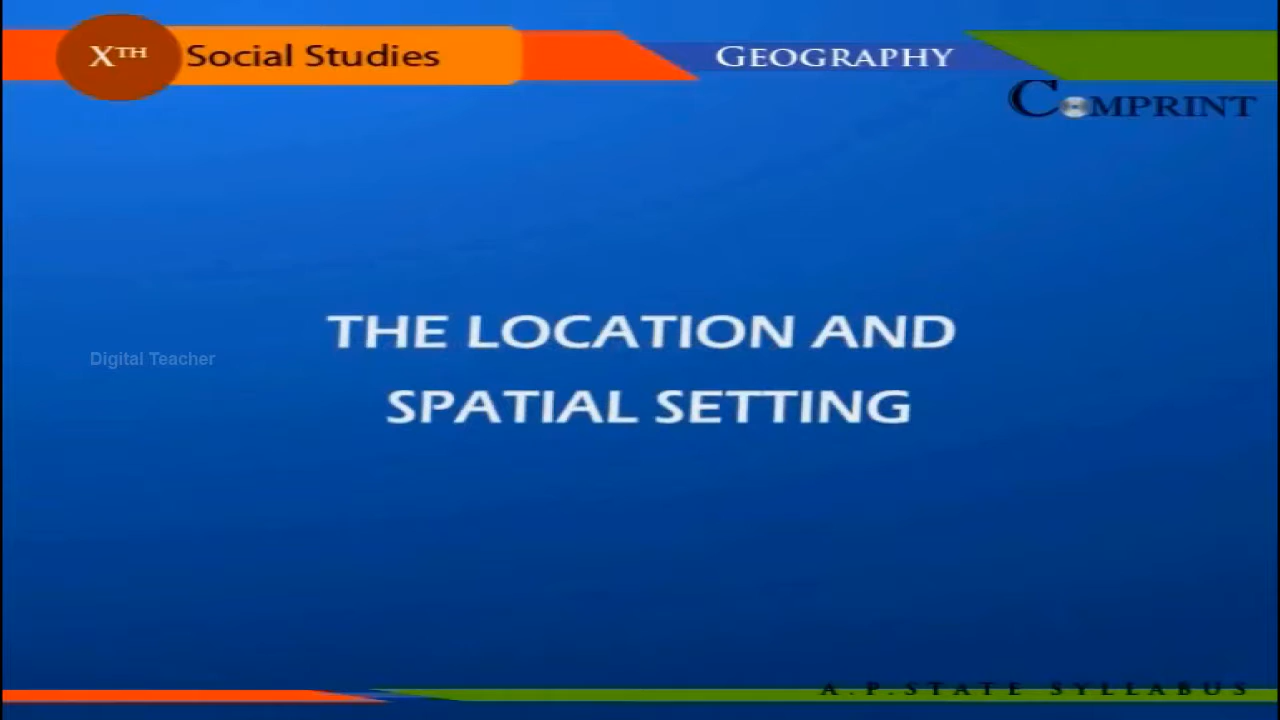 XTH Social Studies
GEOGRAPHY
COMPRINT
THE LOCATION AND
Digital Teacher
SPATIAL SETTING
A.P.STATE SYLLABUS